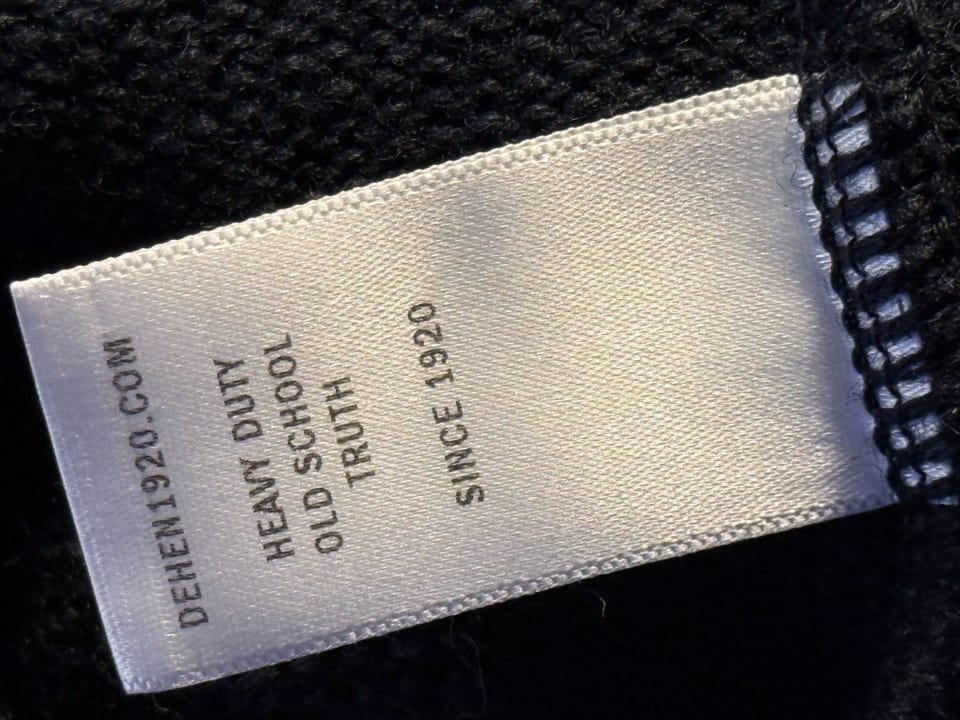 DEHEN1920.COM
HEAVY DUTY
OLD SCHOOL
TRUTH
SINCE 1920